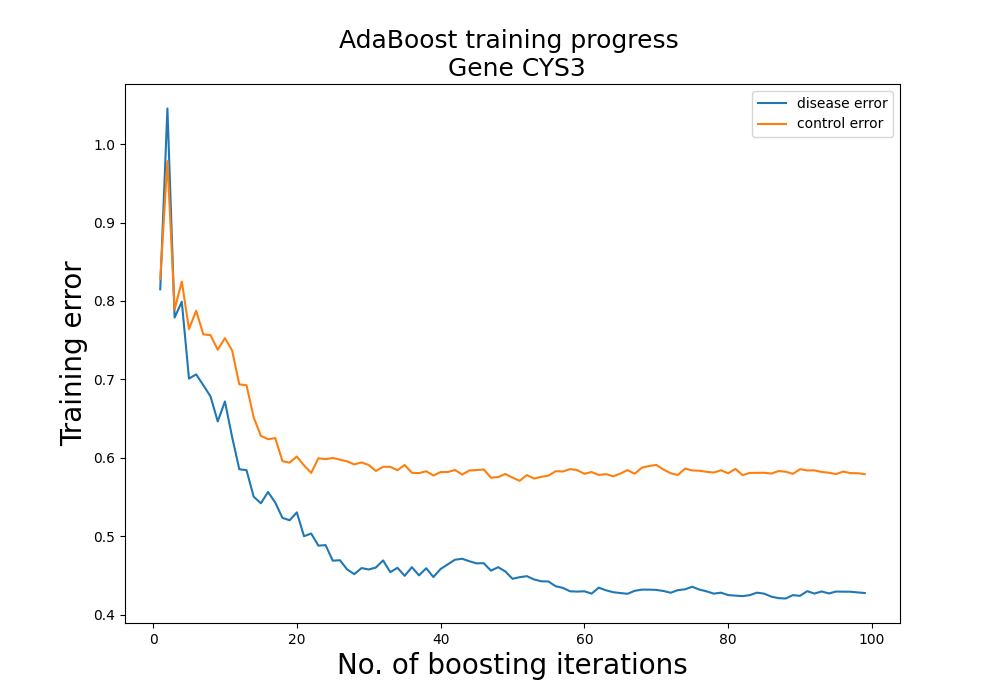 AdaBoost training progress
Gene CYS3
disease error
control error
1.0
0.9
0.8
0.7
0.6
0.5
0.4
Training error
0 20 40 60 80 100
No. of boosting iterations